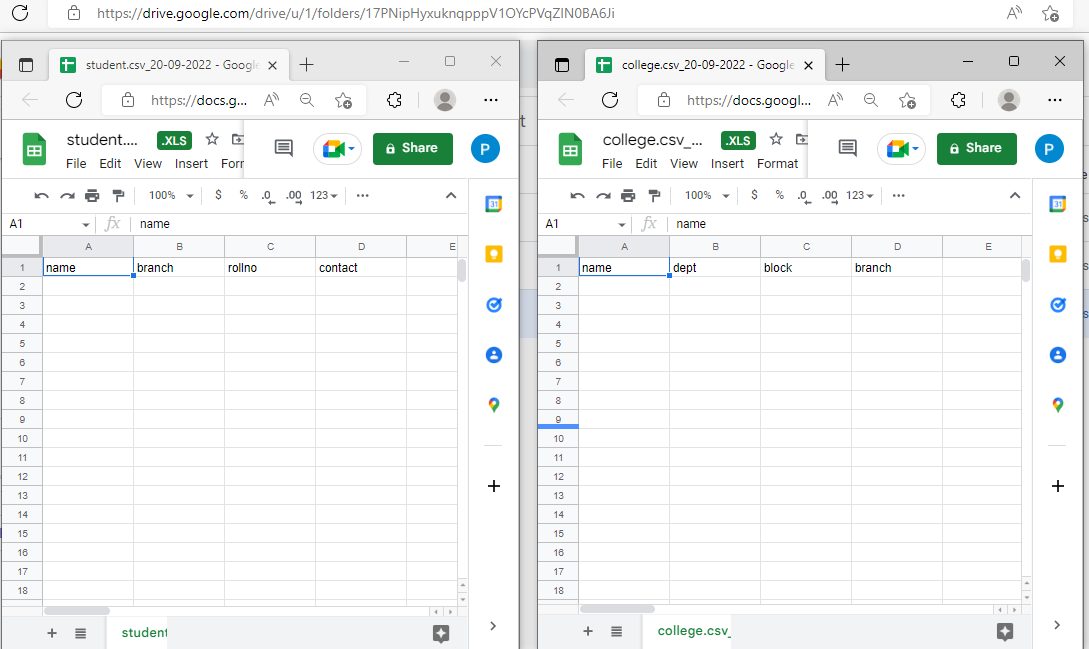 https://drive.google.com/drive/u/1/folders/17PNipHyxuknqpppV1OYcPVqZIN0BA6Ji
student.csv_20-09-2022 - Google
https://docs.g...
student....
.XLS
File Edit View Insert Forr
Share
P
100%
$ % .0 .00 123
A1
fx
name
A B C D E
1 name branch rollno contact
2
3
4
5
6
7
8
9
10
11
12
13
14
15
16
17
18
student
college.csv_20-09-2022 - Google
https://docs.googl...
college.csv_...
.XLS
File Edit View Insert Format
Share
P
100%
$ % .0 .00 123
A1
fx
name
A B C D E
1 name dept block branch
2
3
4
5
6
7
8
9
10
11
12
13
14
15
16
17
18
college.csv_